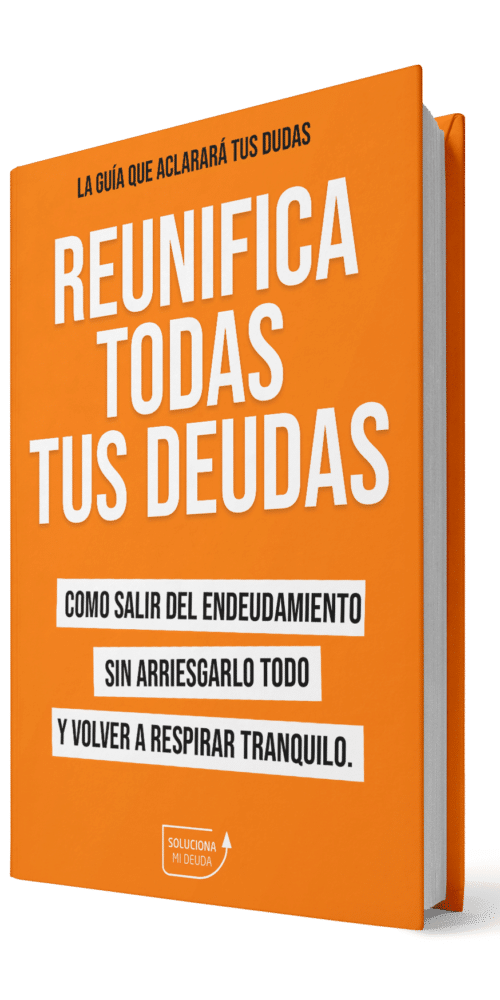 LA GUÍA QUE ACLARARÁ TUS DUDAS
REUNIFICA
TODAS
TUS DEUDAS
COMO SALIR DEL ENDEUDAMIENTO
SIN ARRIESGARLO TODO
Y VOLVER A RESPIRAR TRANQUILO.
SOLUCIONA
MI DEUDA